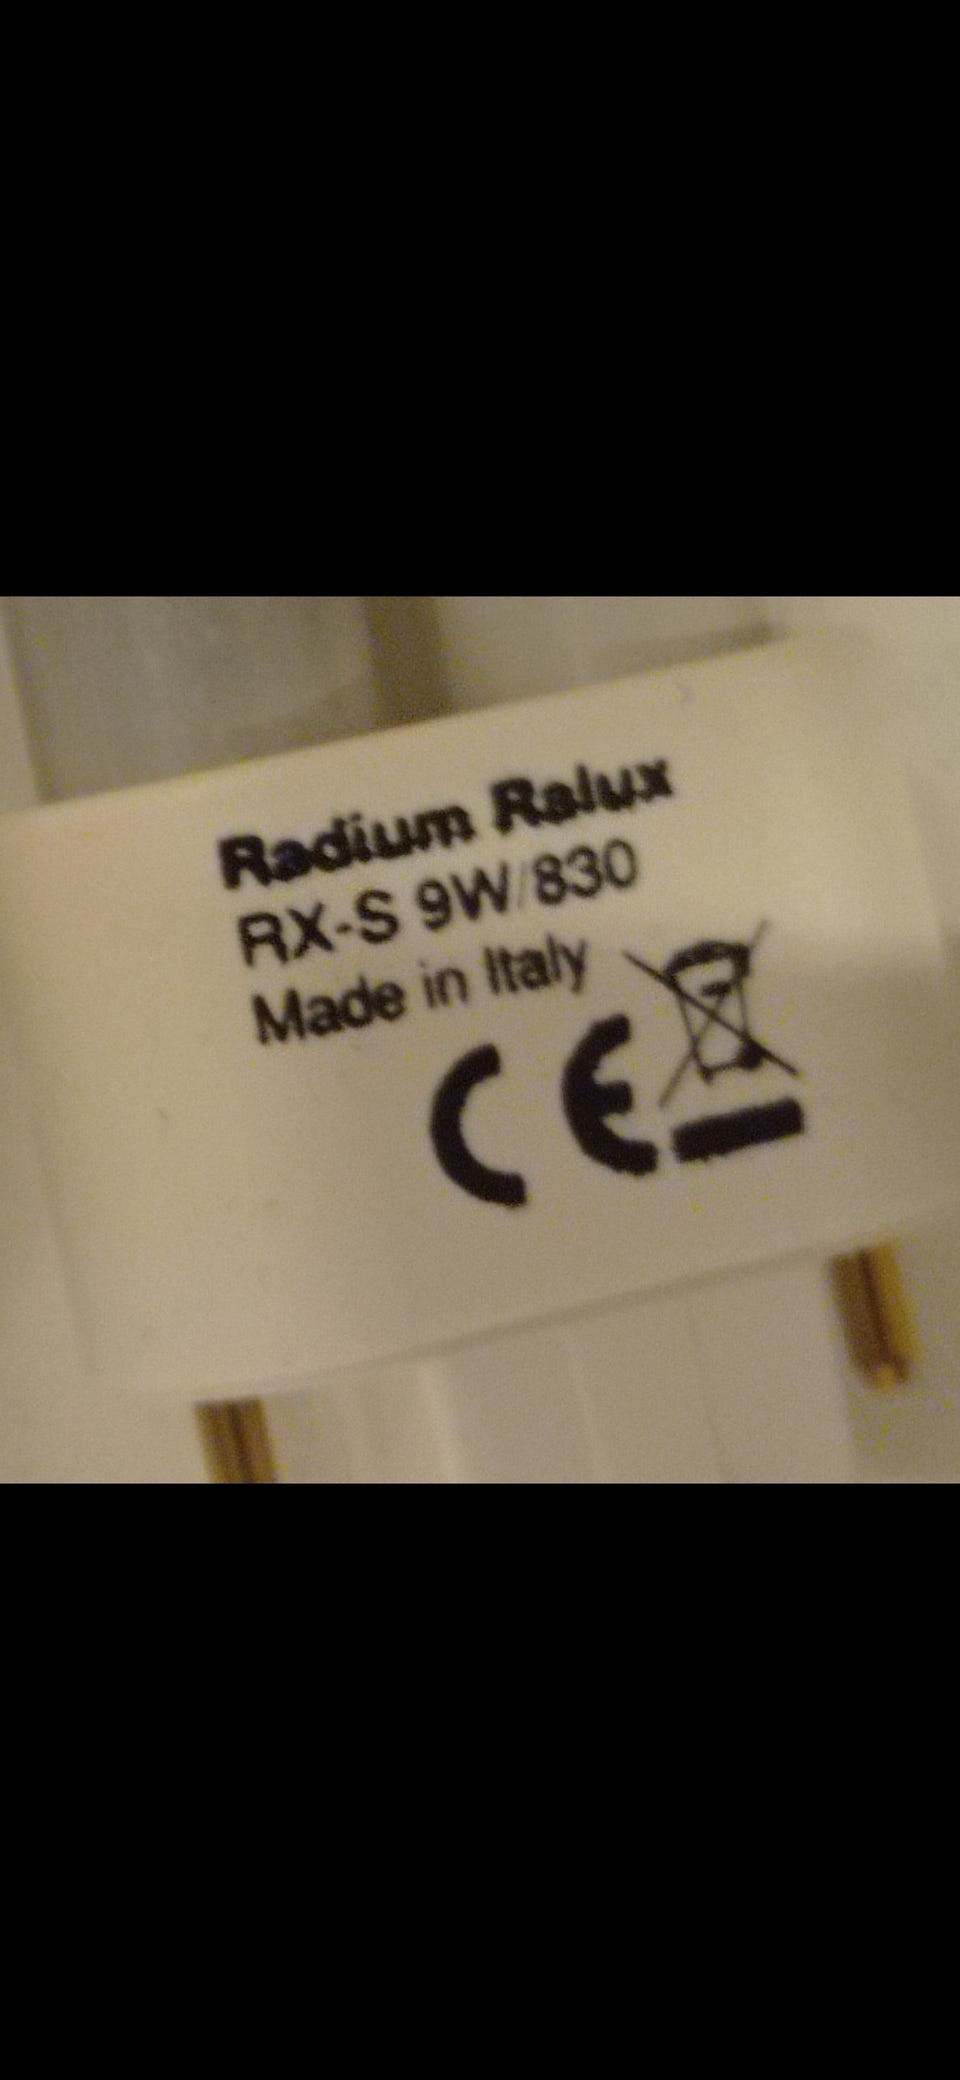 Radium Ralux
RX-S 9W/830
Made in Italy
CE